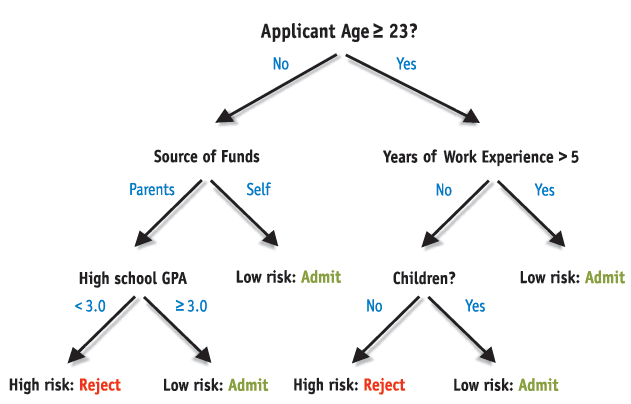 Applicant Age ≥ 23?
No
Yes
Source of Funds
Years of Work Experience > 5
Parents
Self
No
Yes
High school GPA
Low risk: Admit
Children?
Low risk: Admit
< 3.0
≥ 3.0
No
Yes
High risk: Reject
Low risk: Admit
High risk: Reject
Low risk: Admit